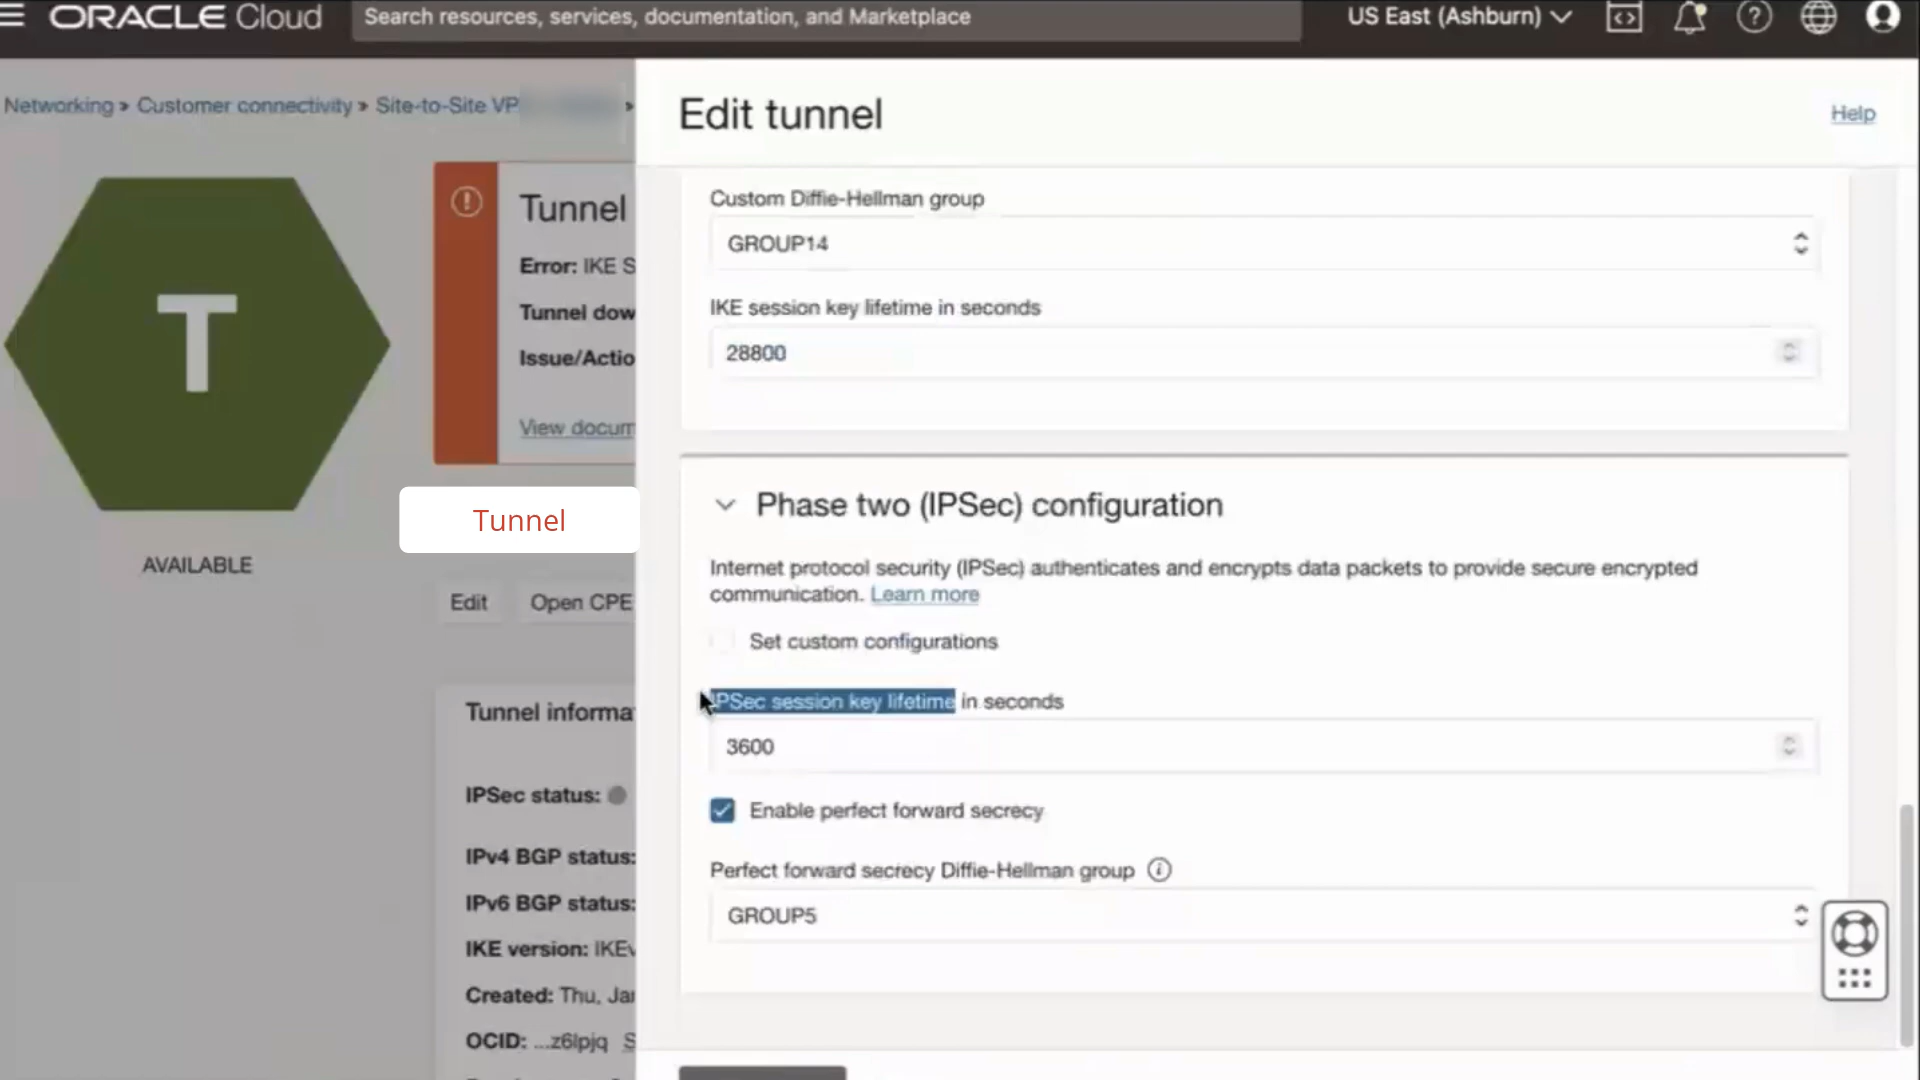 ORACLE Cloud
Search resources, services, documentation, and Marketplace
US East (Ashburn)
Networking » Customer connectivity » Site-to-Site VP »
Edit tunnel
Help
T
AVAILABLE
Tunnel
Error: IKE S
Tunnel dow
Issue/Actio
View docum
Tunnel
Edit
Open CPE
Tunnel informa
IPSec status:
IPv4 BGP status:
IPv6 BGP status:
IKE version: IKEv
Created: Thu, Jan
OCID: ...z6lpjq S
Custom Diffie-Hellman group
GROUP14
IKE session key lifetime in seconds
28800
Phase two (IPSec) configuration
Internet protocol security (IPSec) authenticates and encrypts data packets to provide secure encrypted
communication. Learn more
Set custom configurations
IPSec session key lifetime in seconds
3600
Enable perfect forward secrecy
Perfect forward secrecy Diffie-Hellman group
GROUP5